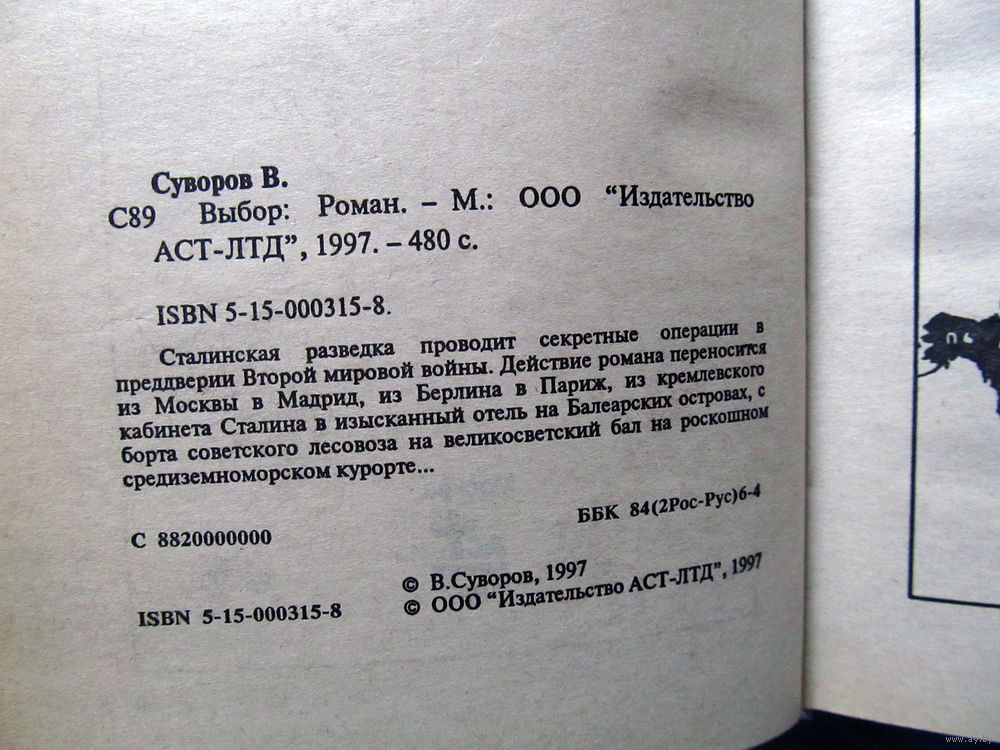 Суворов В.
С89 Выбор: Роман. – М.: ООО “Издательство
АСТ-ЛТД”, 1997. – 480 с.
ISBN 5-15-000315-8.
Сталинская разведка проводит секретные операции в
преддверии Второй мировой войны. Действие романа переносится
из Москвы в Мадрид, из Берлина в Париж, из кремлевского
кабинета Сталина в изысканный отель на Балеарских островах, с
борта советского лесовоза на великосветский бал на роскошном
средиземноморском курорте...
С 8820000000
ББК 84(2Рос-Рус)6-4
© В.Суворов, 1997
ISBN 5-15-000315-8
© ООО “Издательство АСТ-ЛТД”, 1997